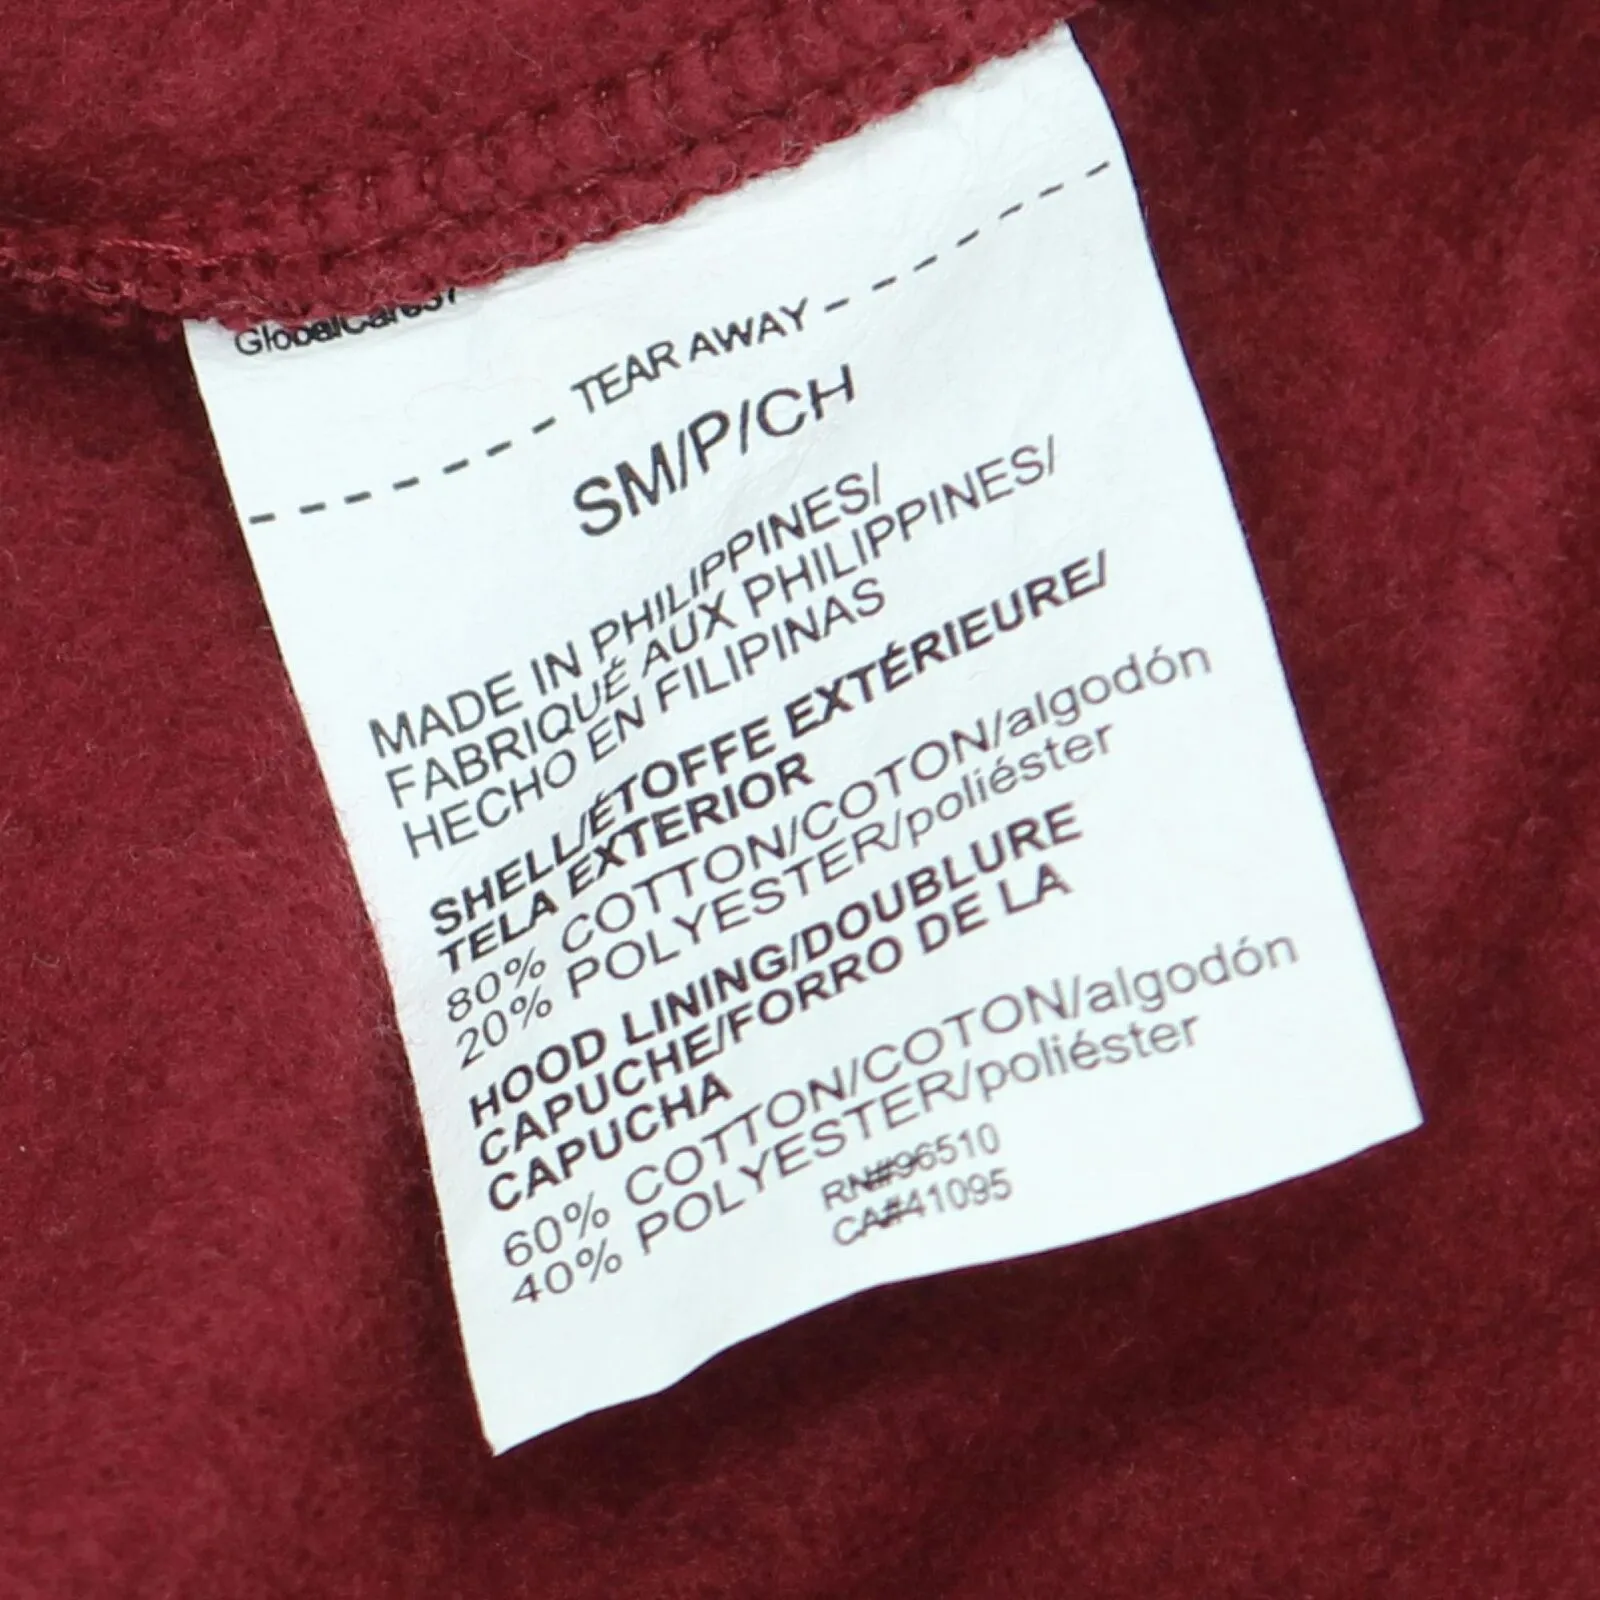 TEAR AWAY
SM/P/CH
MADE IN PHILIPPINES/
FABRIQUÉ AUX PHILIPPINES/
HECHO EN FILIPINAS
SHELL/ÉTOFFE EXTÉRIEURE/
TELA EXTERIOR
80% COTTON/COTON/algodón
20% POLYESTER/poliéster
HOOD LINING/DOUBLURE
CAPUCHE/FORRO DE LA
CAPUCHA
60% COTTON/COTON/algodón
40% POLYESTER/poliéster
RN#96510
CA#41095